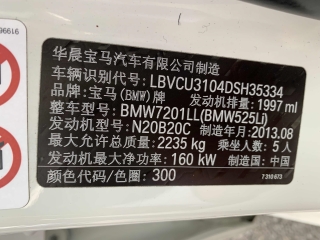 华晨宝马汽车有限公司制造
车辆识别代号: LBVCU3104DSH35334
品牌: 宝马(BMW)牌
发动机排量: 1997 ml
整车型号: BMW7201LL(BMW525Li)
发动机型号: N20B20C 制造年月: 2013.08
最大允许总质量: 2235 kg 乘坐人数: 5人
发动机最大净功率: 160 kW 制造国: 中国
颜色代码/色圈: 300
7310673